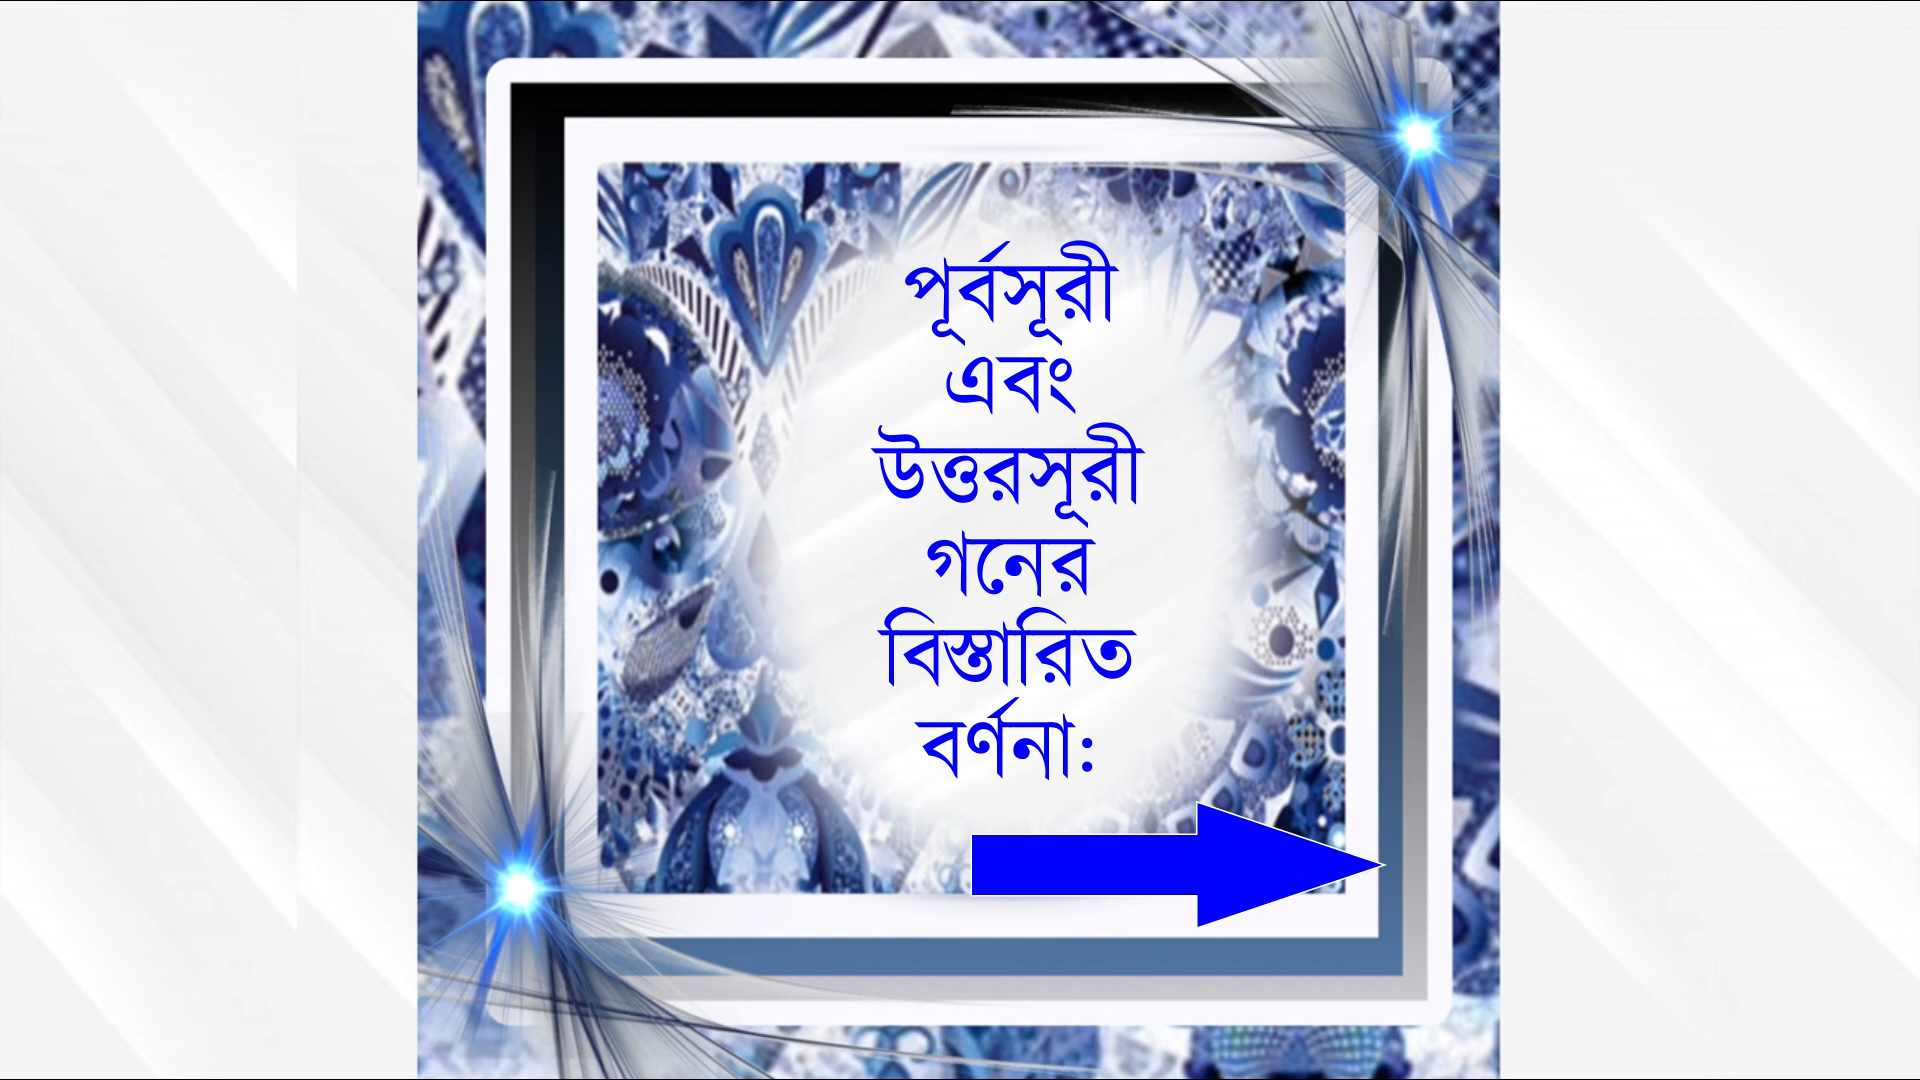 পূর্বসূরী
এবং
উত্তরসূরী
গনের
বিস্তারিত
বর্ণনা: